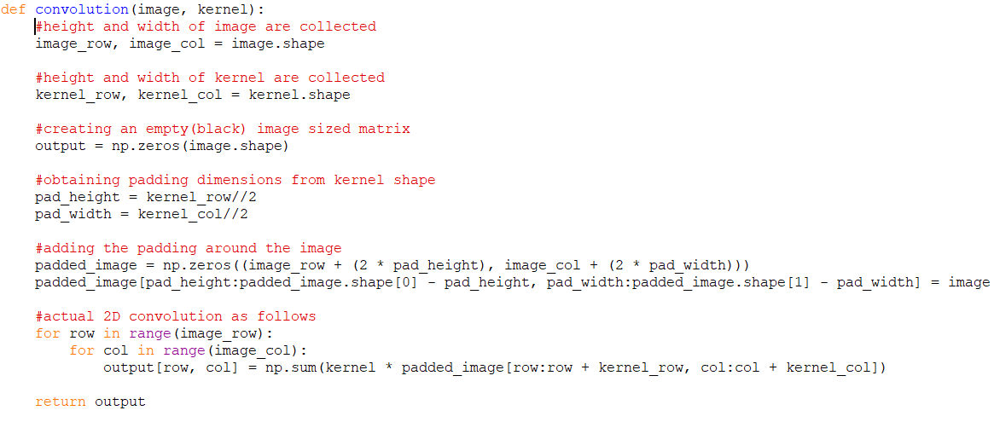 def convolution(image, kernel):
    #height and width of image are collected
    image_row, image_col = image.shape

    #height and width of kernel are collected
    kernel_row, kernel_col = kernel.shape

    #creating an empty(black) image sized matrix
    output = np.zeros(image.shape)

    #obtaining padding dimensions from kernel shape
    pad_height = kernel_row//2
    pad_width = kernel_col//2

    #adding the padding around the image
    padded_image = np.zeros((image_row + (2 * pad_height), image_col + (2 * pad_width)))
    padded_image[pad_height:padded_image.shape[0] - pad_height, pad_width:padded_image.shape[1] - pad_width] = image

    #actual 2D convolution as follows
    for row in range(image_row):
        for col in range(image_col):
            output[row, col] = np.sum(kernel * padded_image[row:row + kernel_row, col:col + kernel_col])

    return output